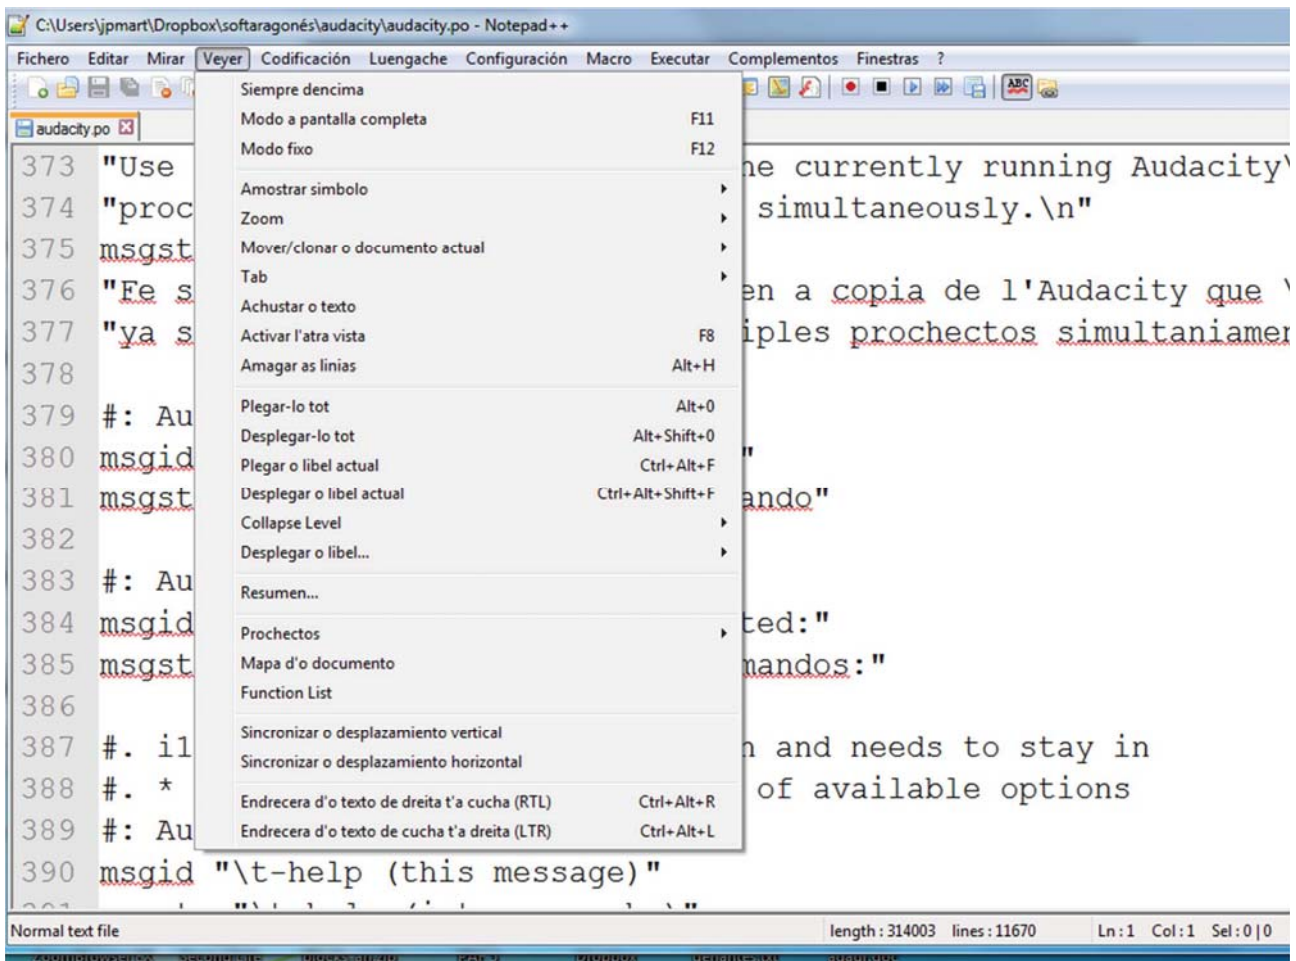 C:\Users\jpmart\Dropbox\softaragonés\audacity\audacity.po - Notepad++
Fichero Editar Mirar Veyer Codificación Luengache Configuración Macro Executar Complementos Finestras ?
ABC
audacity.po
Siempre dencima
Modo a pantalla completa F11
Modo fixo F12
Amostrar simbolo
Zoom
Mover/clonar o documento actual
Tab
Achustar o texto
Activar l'atra vista F8
Amagar as linias Alt+H
Plegar-lo tot Alt+0
Desplegar-lo tot Alt+Shift+0
Plegar o libel actual Ctrl+Alt+F
Desplegar o libel actual Ctrl+Alt+Shift+F
Collapse Level
Desplegar o libel...
Resumen...
Prochectos
Mapa d'o documento
Function List
Sincronizar o desplazamiento vertical
Sincronizar o desplazamiento horizontal
Endrecera d'o texto de dreita t'a cucha (RTL) Ctrl+Alt+R
Endrecera d'o texto de cucha t'a dreita (LTR) Ctrl+Alt+L
373 "Use he currently running Audacity\
374 "proc simultaneously.\n"
375 msgst
376 "Fe s en a copia de l'Audacity que \
377 "ya s iples prochectos simultaniamen
378
379 #: Au
380 msgid "
381 msgst ando"
382
383 #: Au
384 msgid ted:"
385 msgst mandos:"
386
387 #. i1 n and needs to stay in
388 #. * of available options
389 #: Au
390 msgid "\t-help (this message)"
Normal text file length : 314003 lines : 11670 Ln : 1 Col : 1 Sel : 0 | 0